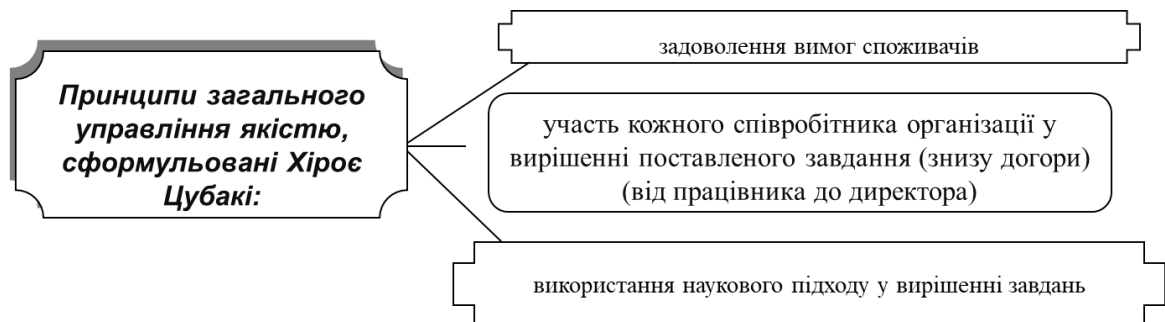 Принципи загального
управління якістю,
сформульовані Хіроє
Цубакі:
задоволення вимог споживачів
участь кожного співробітника організації у
вирішенні поставленого завдання (знизу догори)
(від працівника до директора)
використання наукового підходу у вирішенні завдань